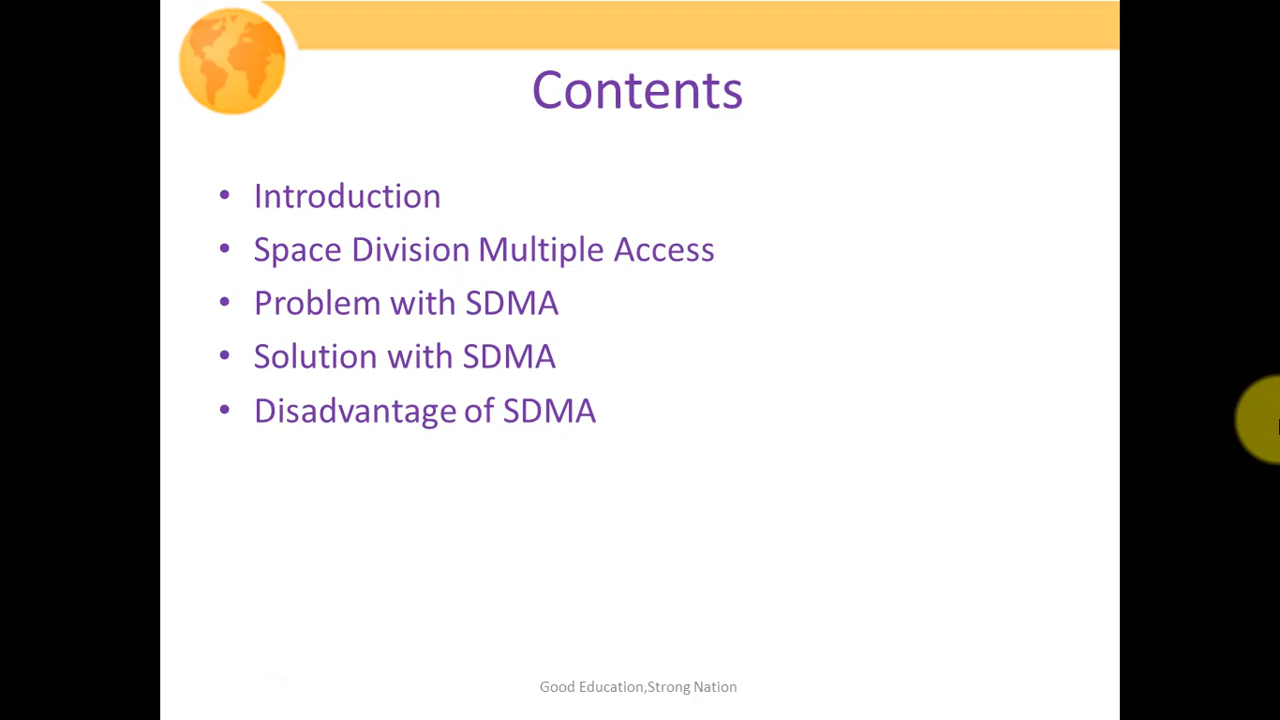 Contents
• Introduction
• Space Division Multiple Access
• Problem with SDMA
• Solution with SDMA
• Disadvantage of SDMA
Good Education,Strong Nation